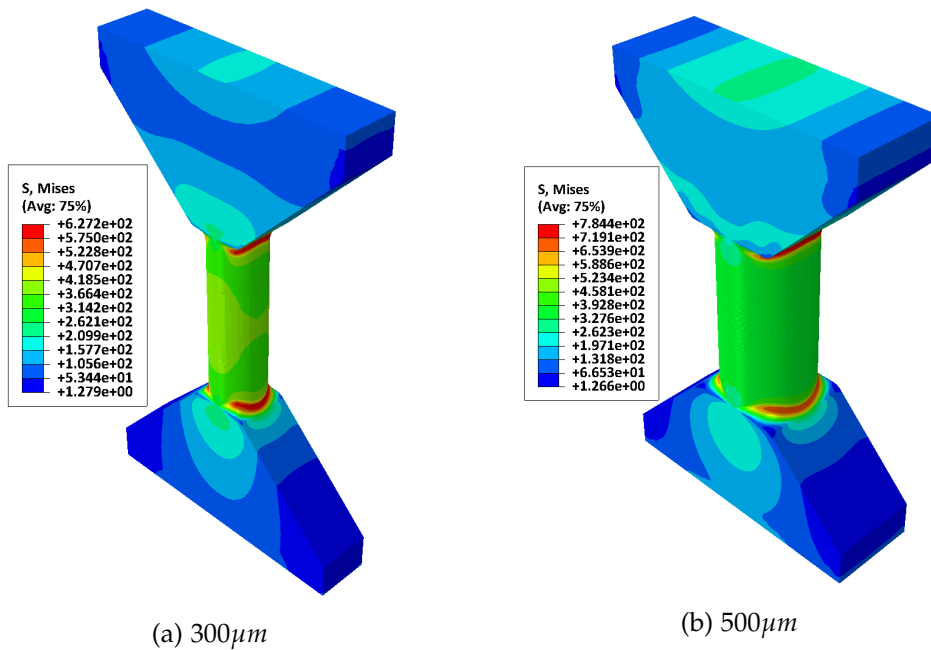 S, Mises
(Avg: 75%)
+6.272e+02
+5.750e+02
+5.228e+02
+4.707e+02
+4.185e+02
+3.664e+02
+3.142e+02
+2.621e+02
+2.099e+02
+1.577e+02
+1.056e+02
+5.344e+01
+1.279e+00
(a) 300µm
S, Mises
(Avg: 75%)
+7.844e+02
+7.191e+02
+6.539e+02
+5.886e+02
+5.234e+02
+4.581e+02
+3.928e+02
+3.276e+02
+2.623e+02
+1.971e+02
+1.318e+02
+6.653e+01
+1.266e+00
(b) 500µm